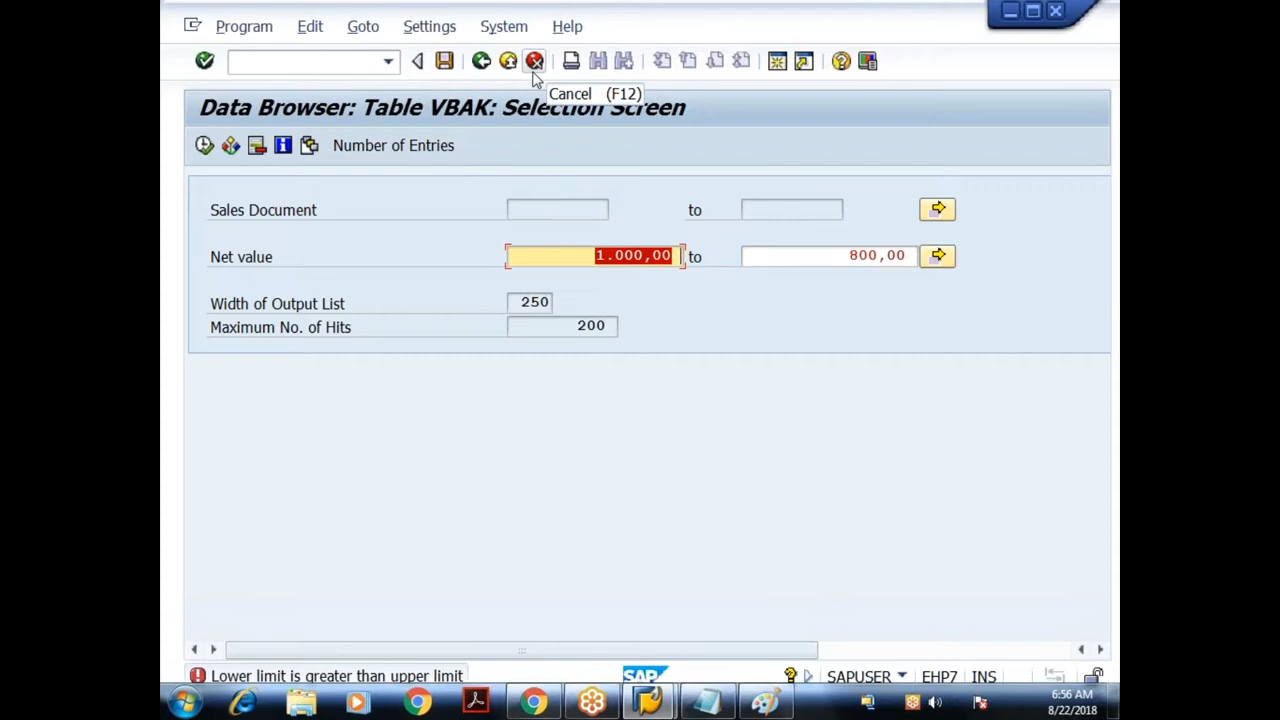 Program Edit Goto Settings System Help
Cancel (F12)
Data Browser: Table VBAK: Selection Screen
Number of Entries
Sales Document to
Net value 1.000,00 to 800,00
Width of Output List 250
Maximum No. of Hits 200
Lower limit is greater than upper limit SAP SAPUSER EHP7 INS
6:56 AM
8/22/2018